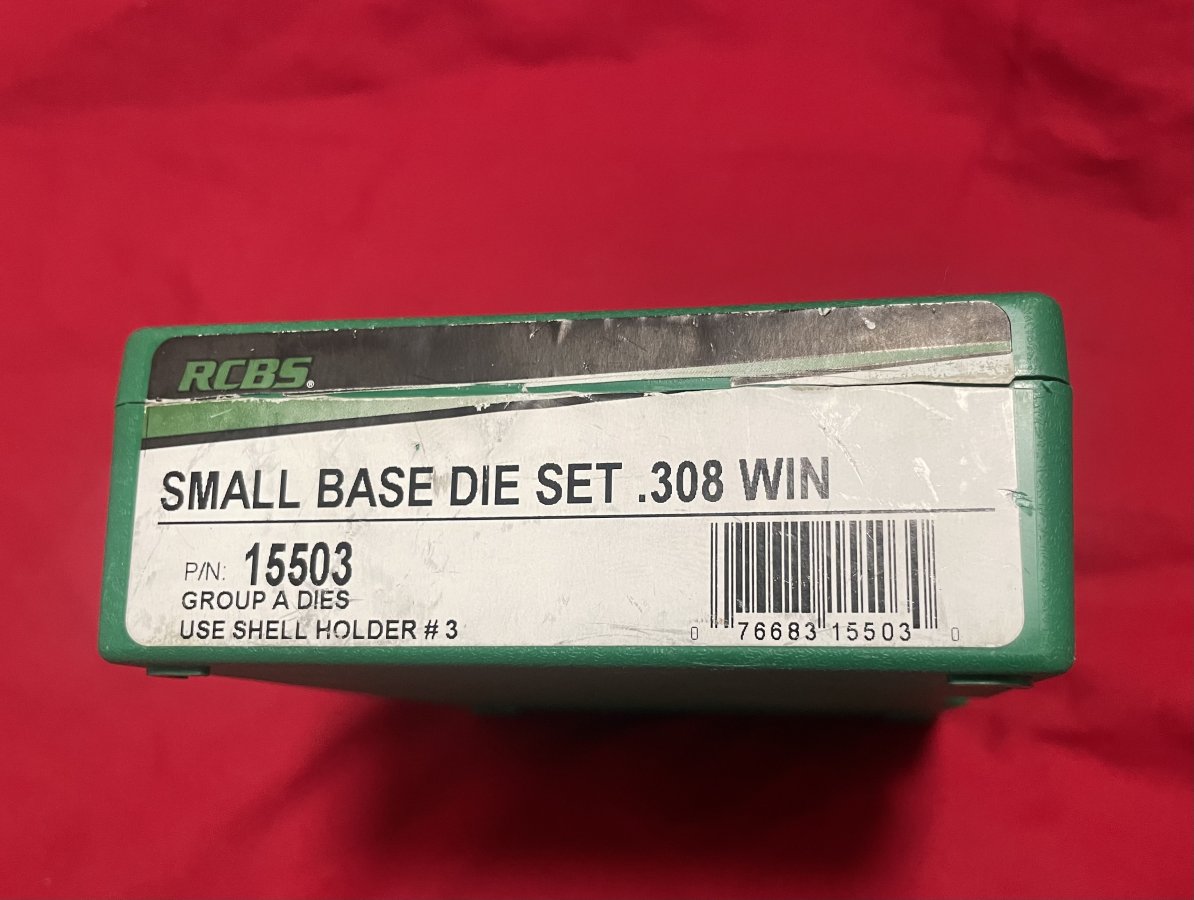 RCBS®
SMALL BASE DIE SET .308 WIN
P/N: 15503
GROUP A DIES
USE SHELL HOLDER # 3
0 76683 15503 0